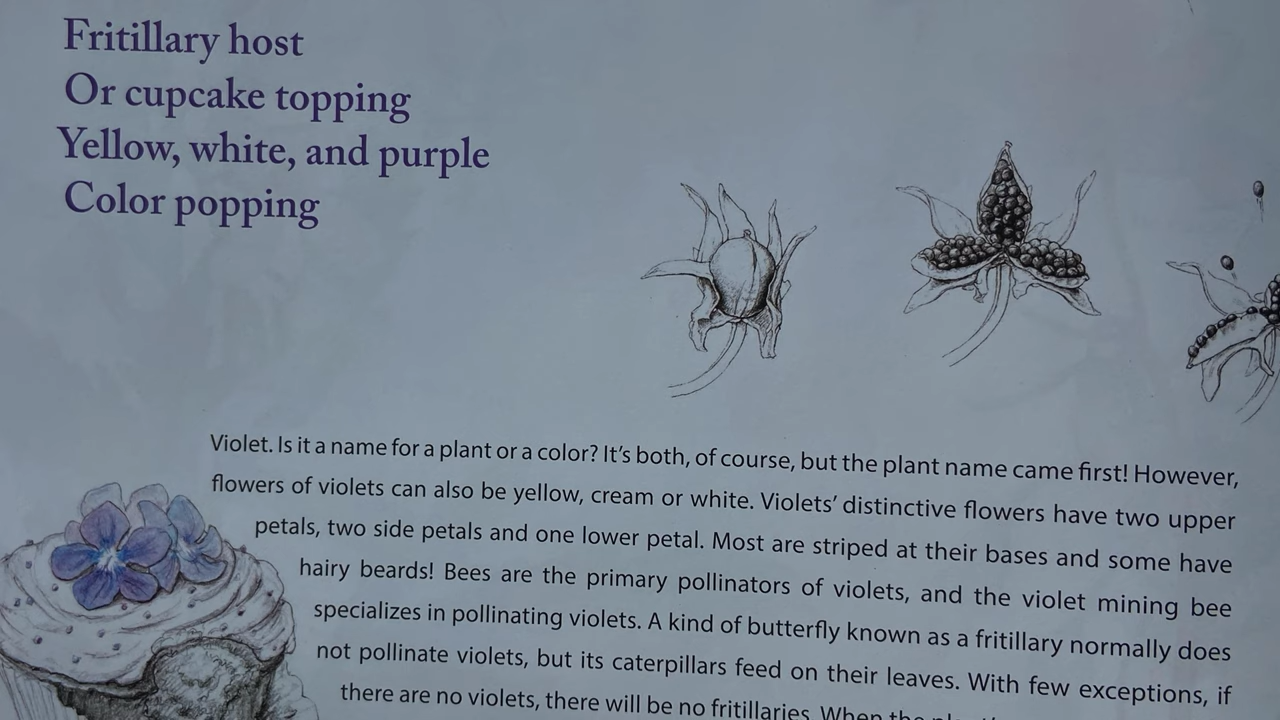 Fritillary host
Or cupcake topping
Yellow, white, and purple
Color popping
Violet. Is it a name for a plant or a color? It's both, of course, but the plant name came first! However,
flowers of violets can also be yellow, cream or white. Violets' distinctive flowers have two upper
petals, two side petals and one lower petal. Most are striped at their bases and some have
hairy beards! Bees are the primary pollinators of violets, and the violet mining bee
specializes in pollinating violets. A kind of butterfly known as a fritillary normally does
not pollinate violets, but its caterpillars feed on their leaves. With few exceptions, if
there are no violets, there will be no fritillaries. When the